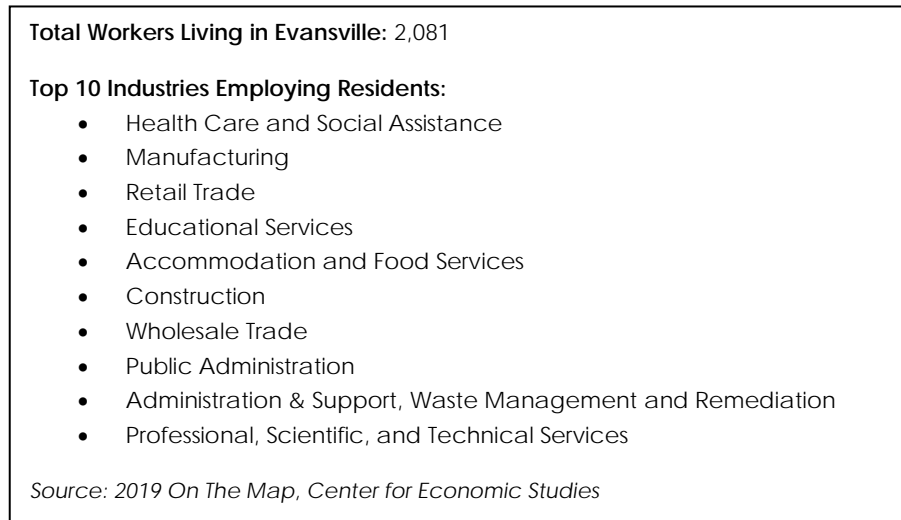 Total Workers Living in Evansville: 2,081
Top 10 Industries Employing Residents:
• Health Care and Social Assistance
• Manufacturing
• Retail Trade
• Educational Services
• Accommodation and Food Services
• Construction
• Wholesale Trade
• Public Administration
• Administration & Support, Waste Management and Remediation
• Professional, Scientific, and Technical Services
Source: 2019 On The Map, Center for Economic Studies